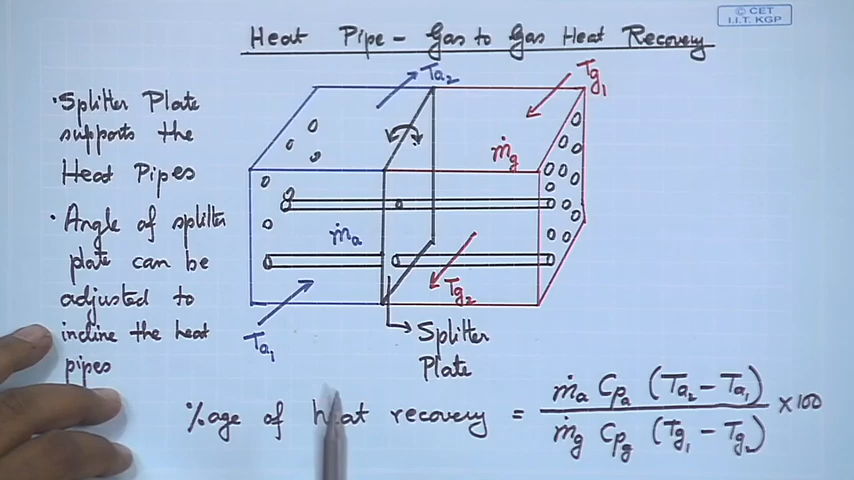 © CET
I.I.T. KGP
Heat Pipe - Gas to Gas Heat Recovery
• Splitter Plate
supports the
Heat Pipes
• Angle of splitter
plate can be
adjusted to
incline the heat
pipes
Ta2
Tg1
ṁg
ṁa
Tg2
Ta1
Splitter
Plate
%age of heat recovery = ṁa Cpa (Ta2 - Ta1) / ṁg Cpg (Tg1 - Tg2) × 100